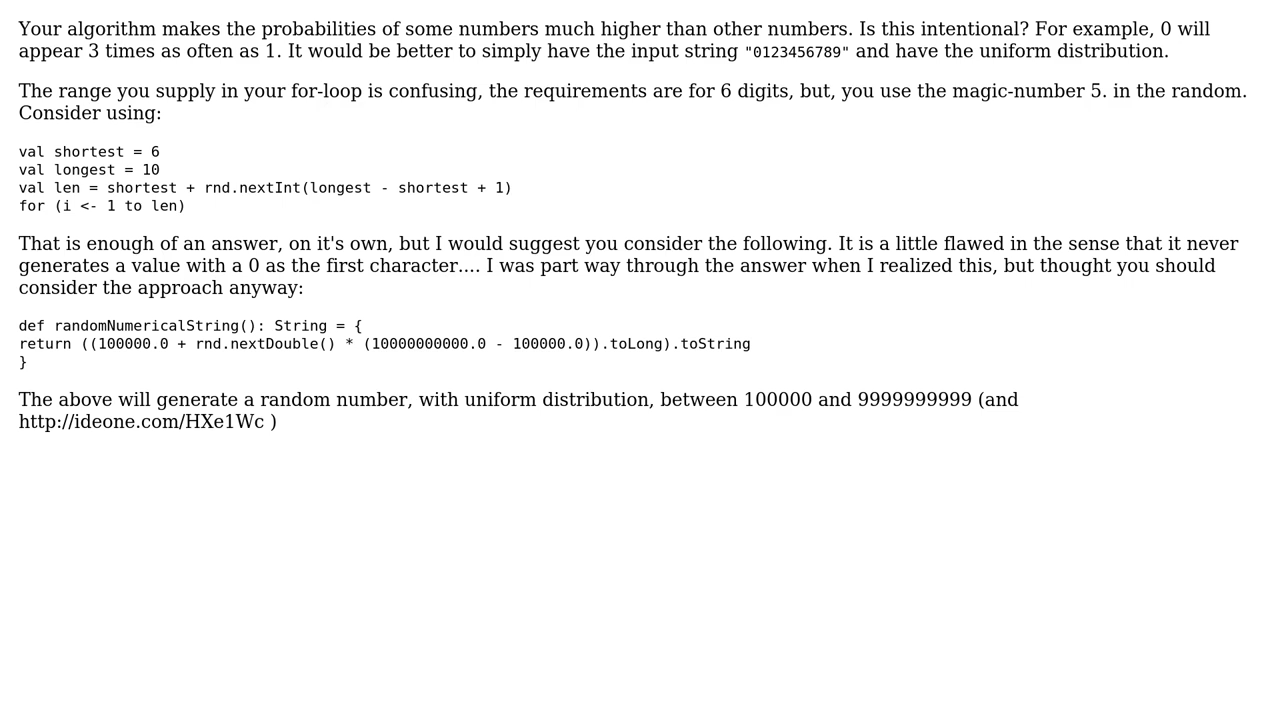 Your algorithm makes the probabilities of some numbers much higher than other numbers. Is this intentional? For example, 0 will
appear 3 times as often as 1. It would be better to simply have the input string "0123456789" and have the uniform distribution.
The range you supply in your for-loop is confusing, the requirements are for 6 digits, but, you use the magic-number 5. in the random.
Consider using:
val shortest = 6
val longest = 10
val len = shortest + rnd.nextInt(longest - shortest + 1)
for (i <- 1 to len)
That is enough of an answer, on it's own, but I would suggest you consider the following. It is a little flawed in the sense that it never
generates a value with a 0 as the first character.... I was part way through the answer when I realized this, but thought you should
consider the approach anyway:
def randomNumericalString(): String = {
return ((100000.0 + rnd.nextDouble() * (10000000000.0 - 100000.0)).toLong).toString
}
The above will generate a random number, with uniform distribution, between 100000 and 9999999999 (and
http://ideone.com/HXe1Wc )